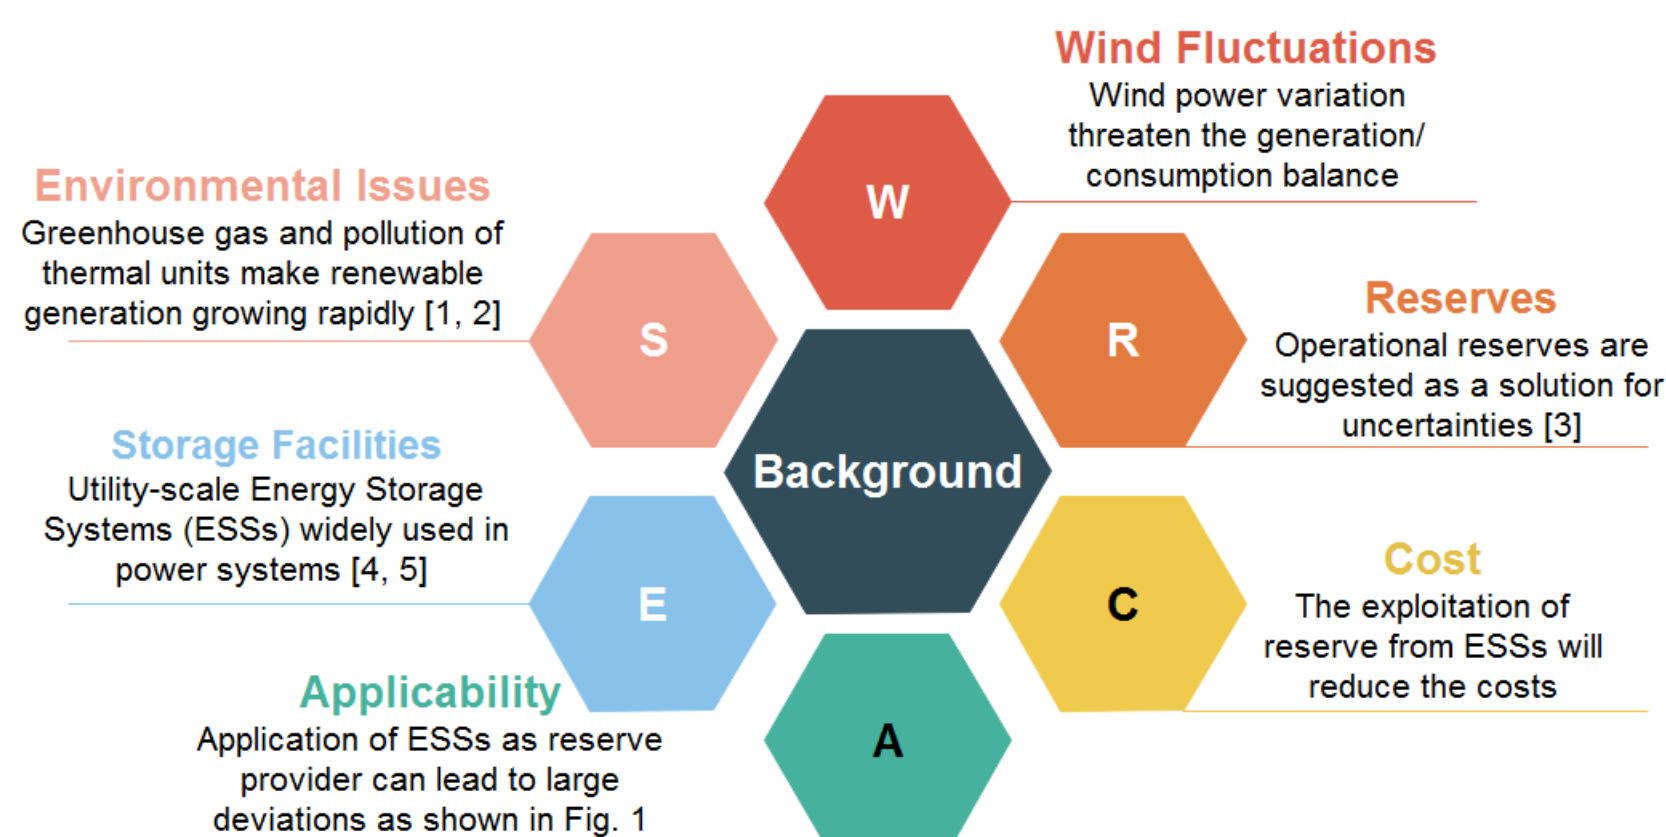 Wind Fluctuations
Wind power variation
threaten the generation/
consumption balance
W
Environmental Issues
Greenhouse gas and pollution of
thermal units make renewable
generation growing rapidly [1, 2]
S
R
Reserves
Operational reserves are
suggested as a solution for
uncertainties [3]
Background
Storage Facilities
Utility-scale Energy Storage
Systems (ESSs) widely used in
power systems [4, 5]
E
C
Cost
The exploitation of
reserve from ESSs will
reduce the costs
Applicability
Application of ESSs as reserve
provider can lead to large
deviations as shown in Fig. 1
A